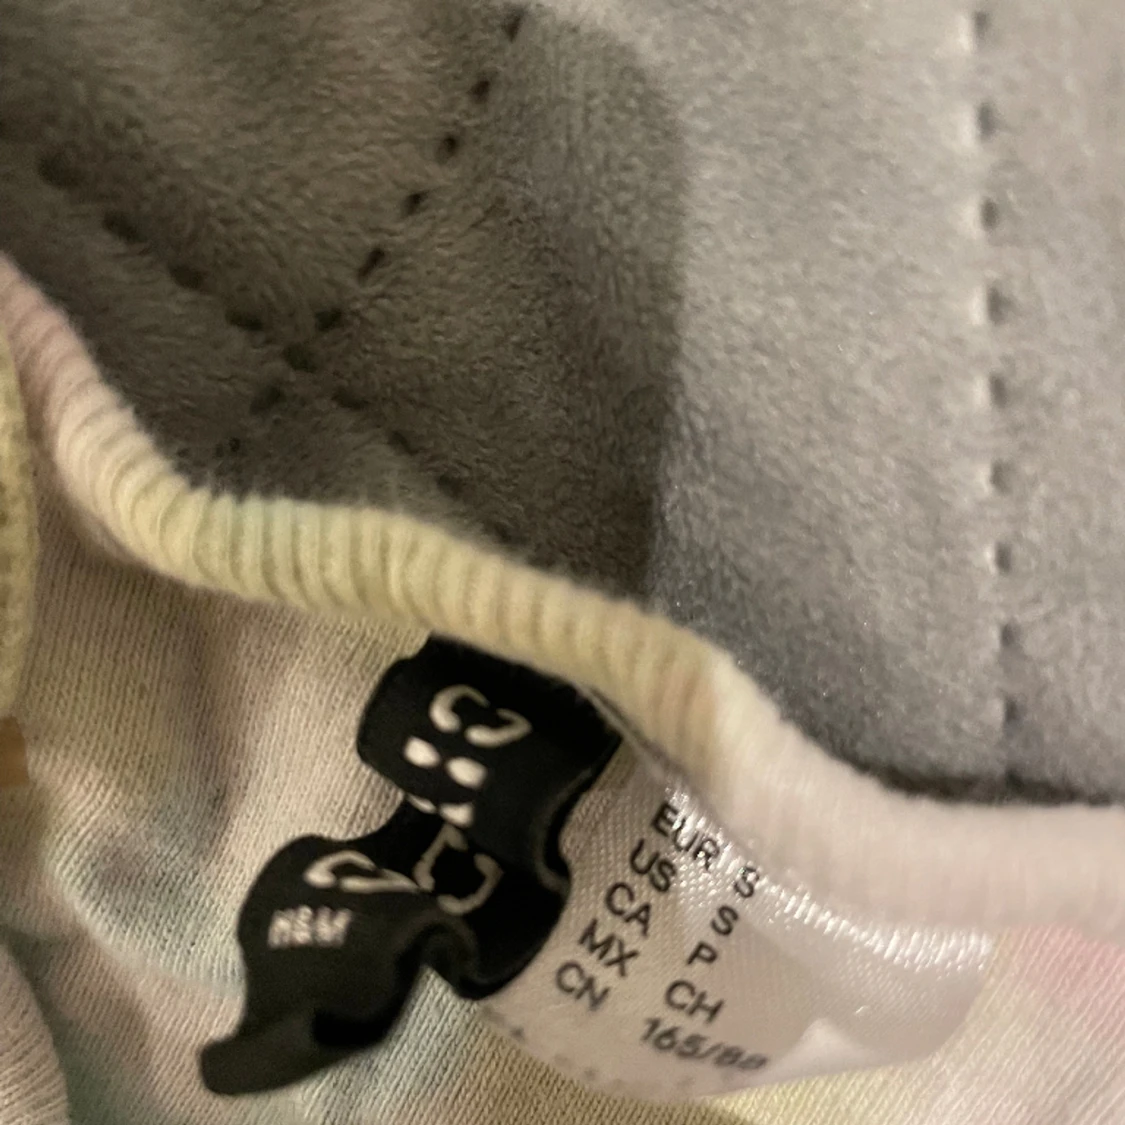 H&M
EUR S
US S
CA P
MX CH
CN 165/88